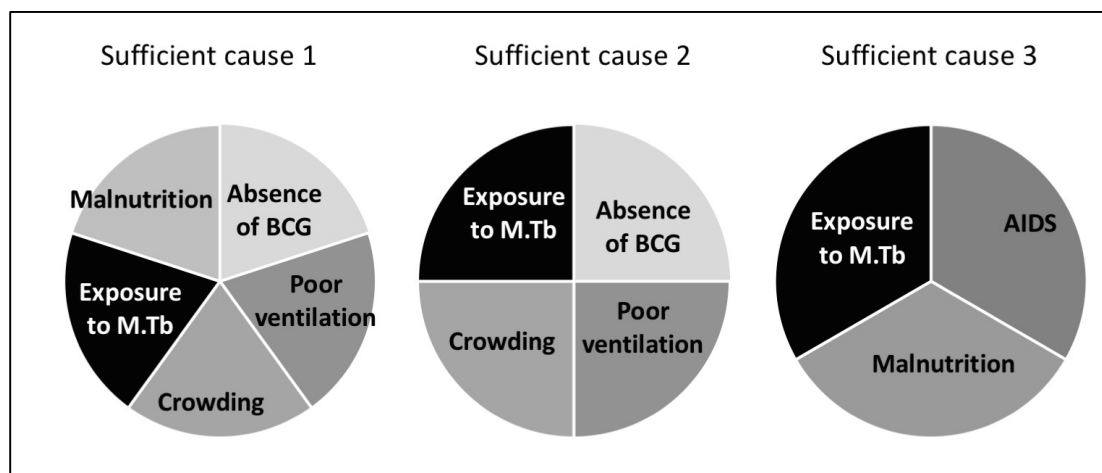 Sufficient cause 1
Malnutrition
Absence
of BCG
Exposure
to M.Tb
Poor
ventilation
Crowding
Sufficient cause 2
Exposure
to M.Tb
Absence
of BCG
Crowding
Poor
ventilation
Sufficient cause 3
Exposure
to M.Tb
AIDS
Malnutrition